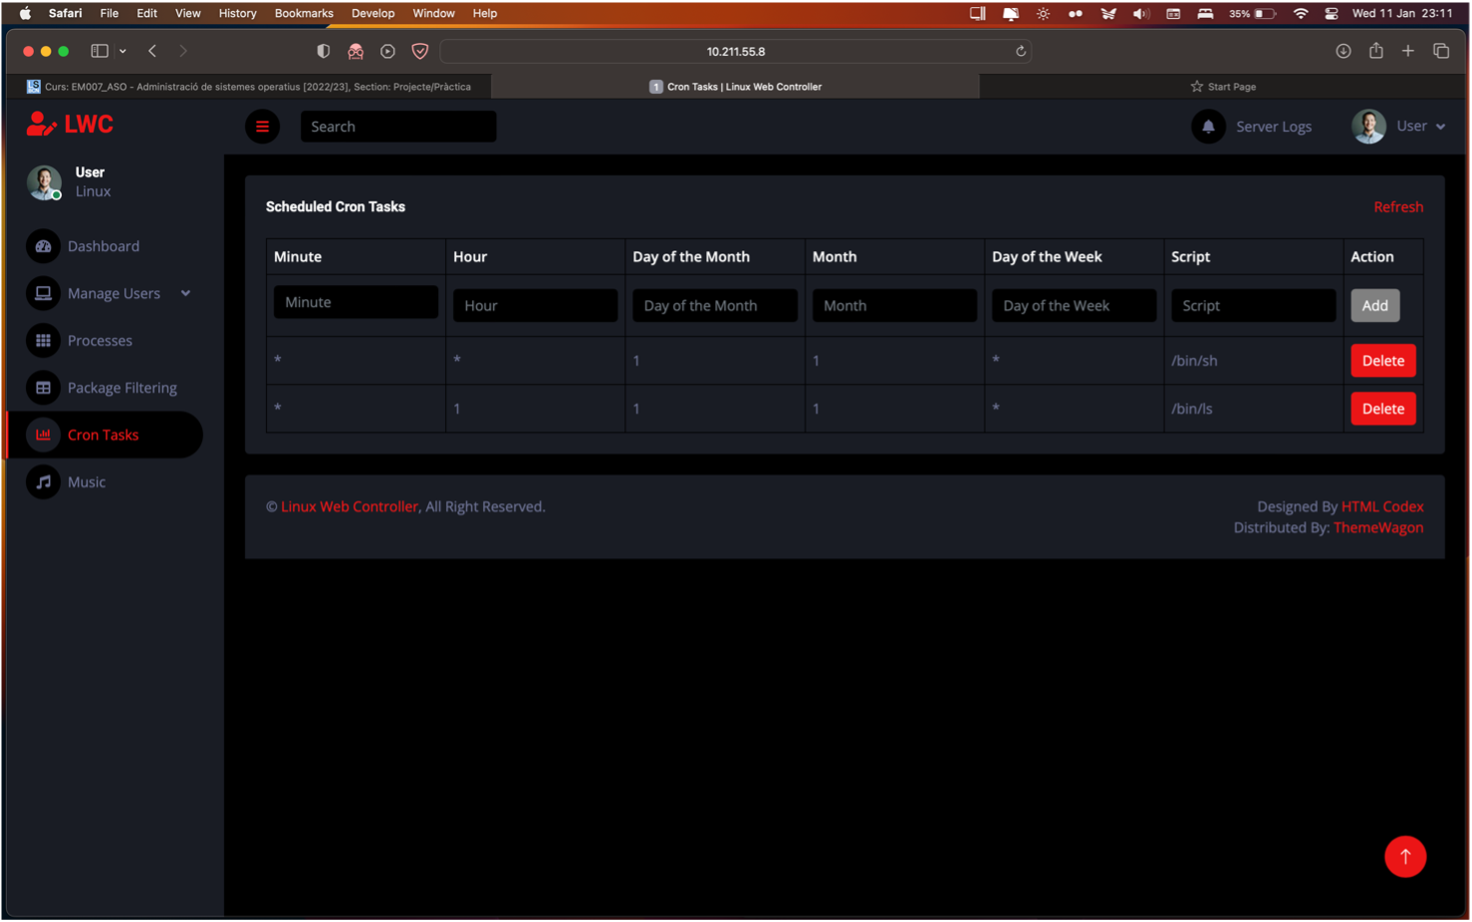 Safari File Edit View History Bookmarks Develop Window Help 35% Wed 11 Jan 23:11
10.211.55.8
Curs: EM007_ASO - Administració de sistemes operatius [2022/23], Section: Projecte/Pràctica
1 Cron Tasks | Linux Web Controller
Start Page
LWC
Search
Server Logs
User
User
Linux
Dashboard
Manage Users
Processes
Package Filtering
Cron Tasks
Music
Scheduled Cron Tasks
Refresh
Minute Hour Day of the Month Month Day of the Week Script Action
Minute Hour Day of the Month Month Day of the Week Script Add
* * 1 1 * /bin/sh Delete
* 1 1 1 * /bin/ls Delete
© Linux Web Controller, All Right Reserved.
Designed By HTML Codex
Distributed By: ThemeWagon